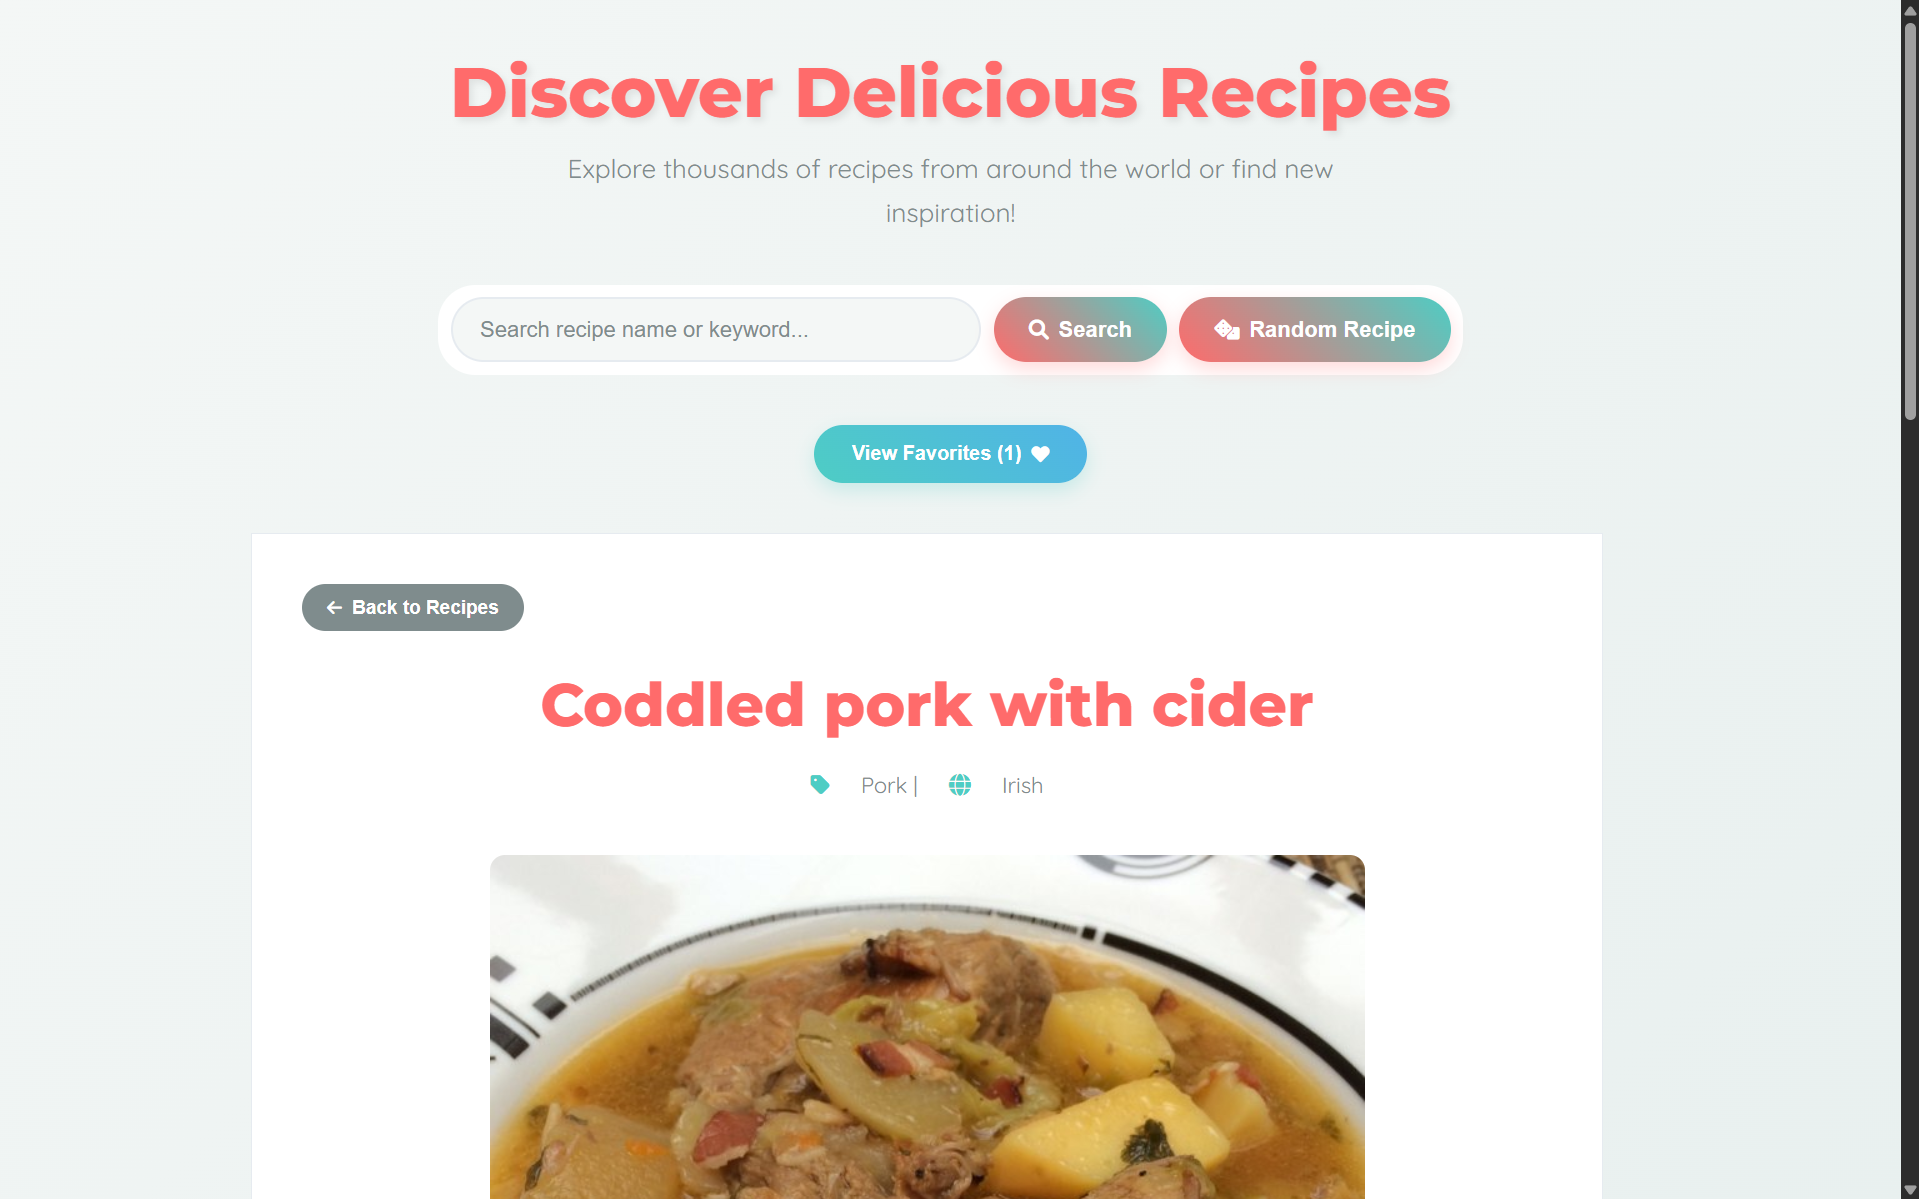 Discover Delicious Recipes
Explore thousands of recipes from around the world or find new
inspiration!
Search recipe name or keyword...
Search
Random Recipe
View Favorites (1)
Back to Recipes
Coddled pork with cider
Pork |
Irish